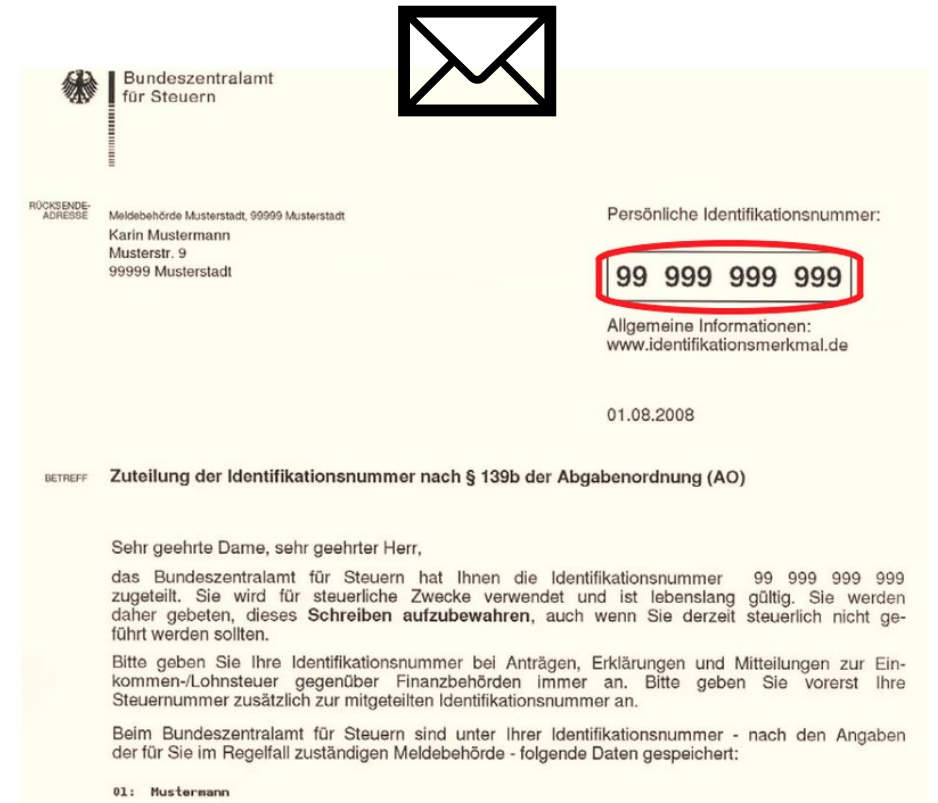 Bundeszentralamt
für Steuern
RÜCKSENDE-
ADRESSE
Meldebehörde Musterstadt, 99999 Musterstadt
Karin Mustermann
Musterstr. 9
99999 Musterstadt
Persönliche Identifikationsnummer:
99 999 999 999
Allgemeine Informationen:
www.identifikationsmerkmal.de
01.08.2008
BETREFF
Zuteilung der Identifikationsnummer nach § 139b der Abgabenordnung (AO)
Sehr geehrte Dame, sehr geehrter Herr,
das Bundeszentralamt für Steuern hat Ihnen die Identifikationsnummer 99 999 999 999
zugeteilt. Sie wird für steuerliche Zwecke verwendet und ist lebenslang gültig. Sie werden
daher gebeten, dieses Schreiben aufzubewahren, auch wenn Sie derzeit steuerlich nicht ge-
führt werden sollten.
Bitte geben Sie Ihre Identifikationsnummer bei Anträgen, Erklärungen und Mitteilungen zur Ein-
kommen-/Lohnsteuer gegenüber Finanzbehörden immer an. Bitte geben Sie vorerst Ihre
Steuernummer zusätzlich zur mitgeteilten Identifikationsnummer an.
Beim Bundeszentralamt für Steuern sind unter Ihrer Identifikationsnummer - nach den Angaben
der für Sie im Regelfall zuständigen Meldebehörde - folgende Daten gespeichert:
01: Mustermann